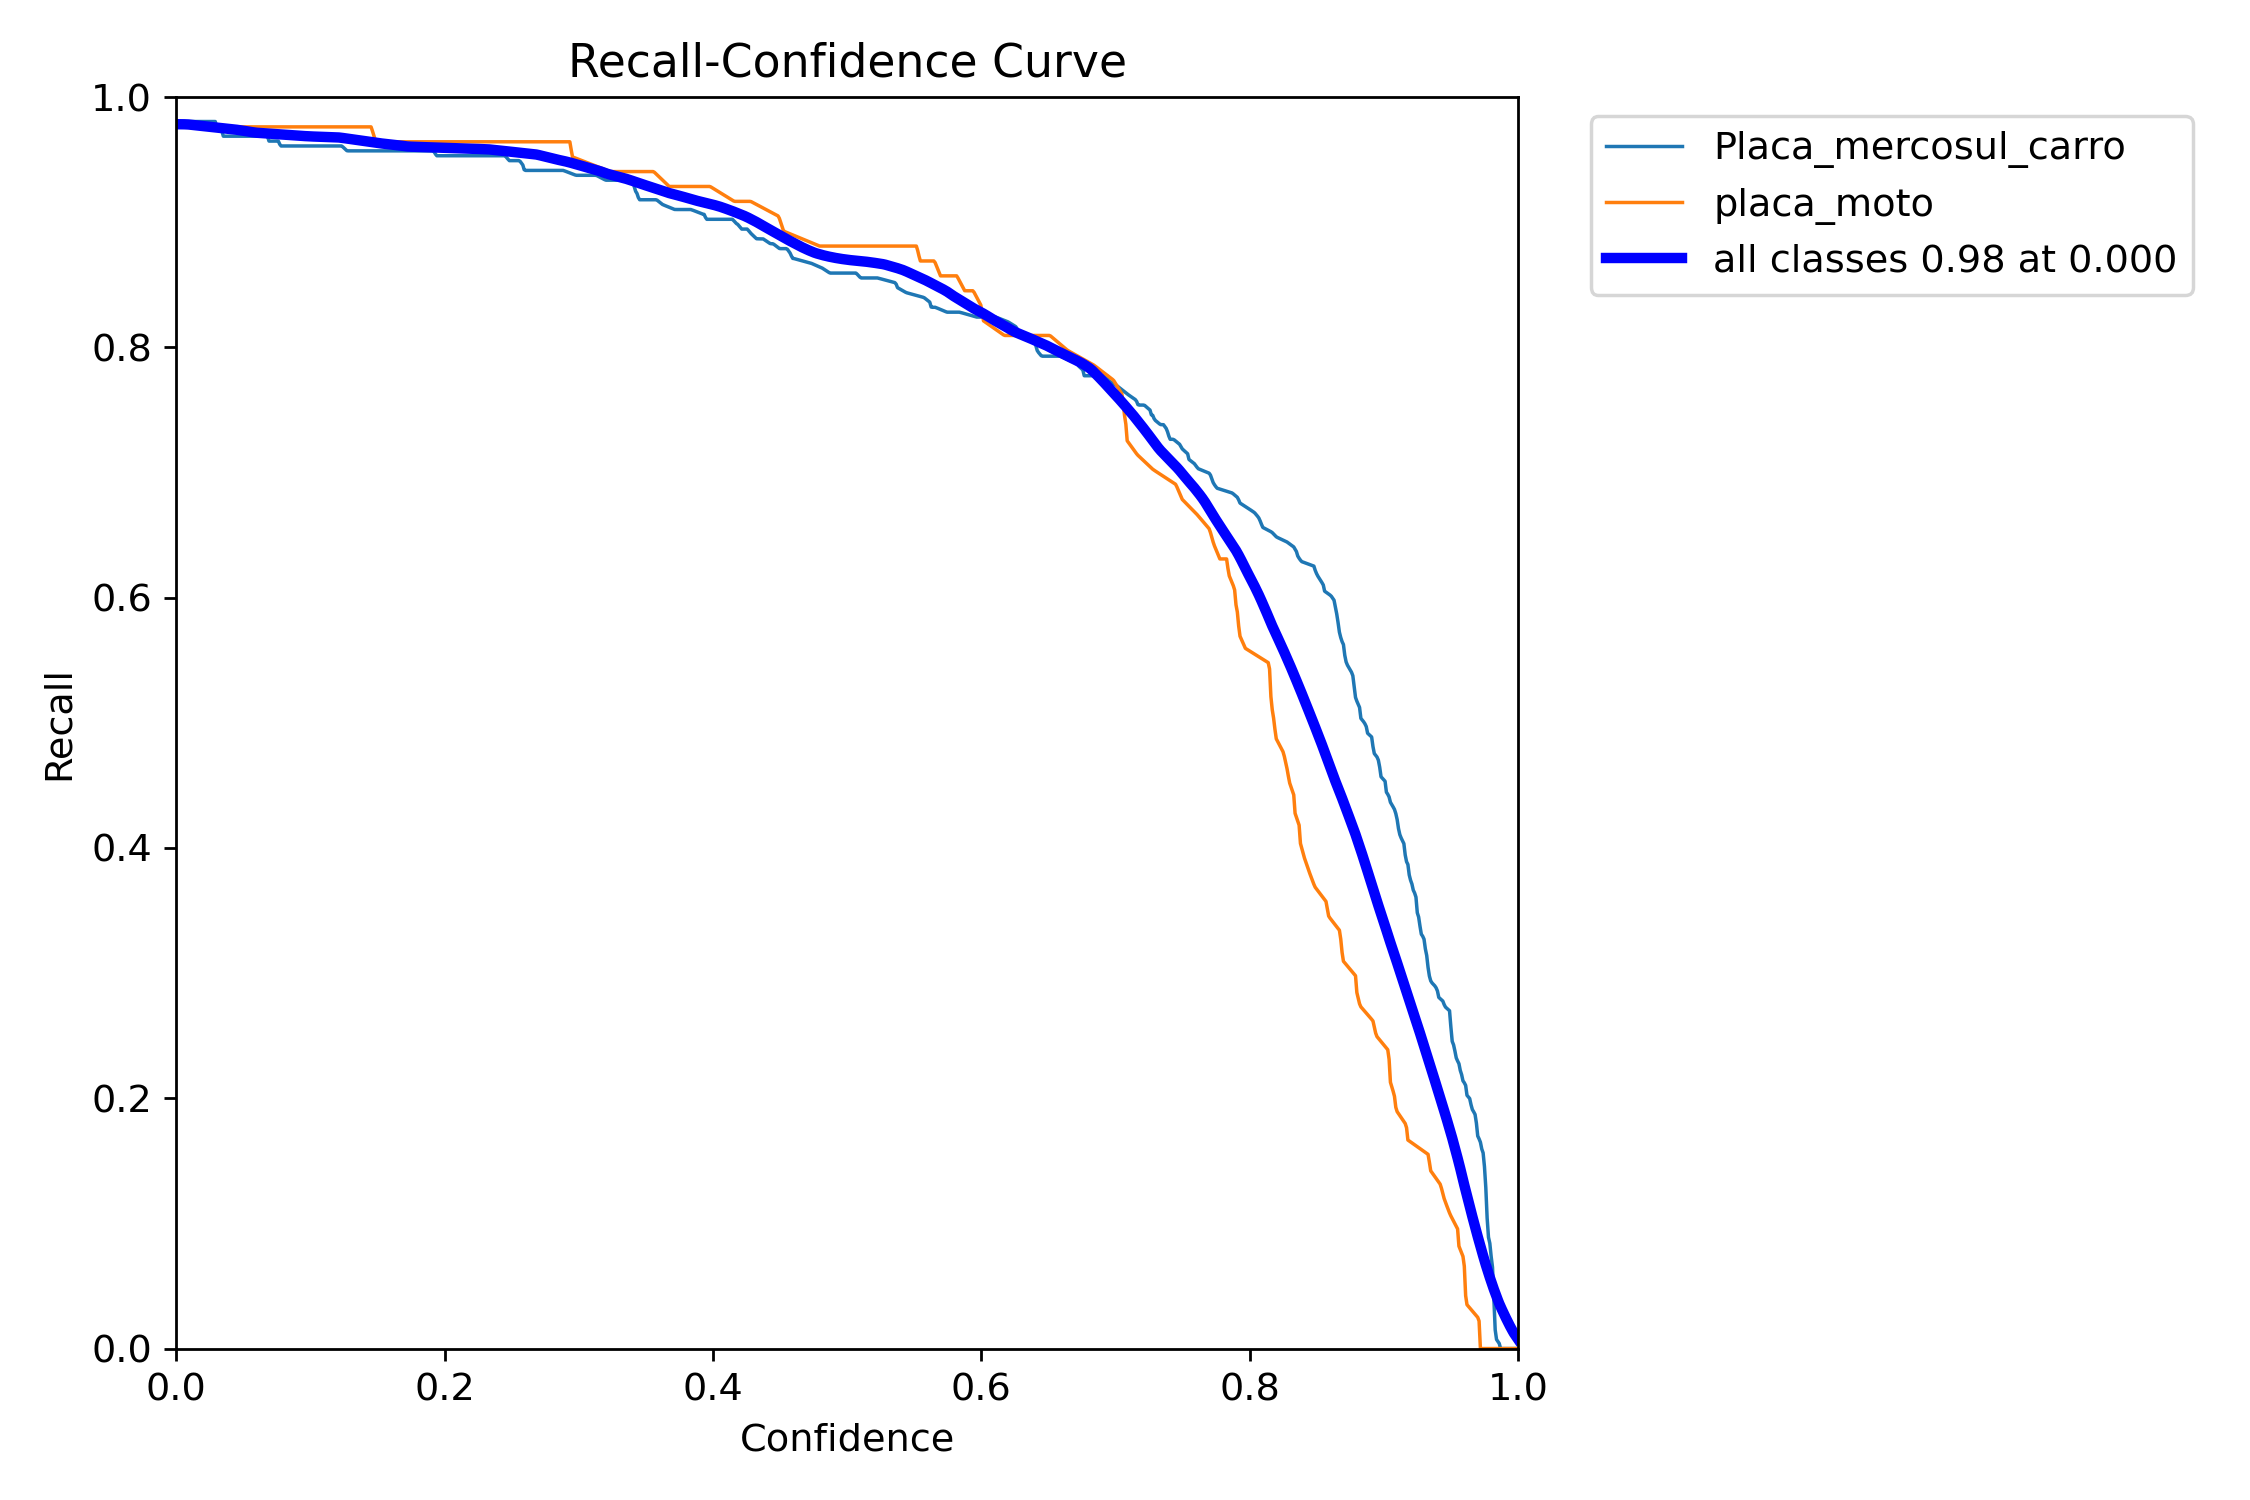 Recall-Confidence Curve
1.0
0.8
0.6
0.4
0.2
0.0
Recall
0.0 0.2 0.4 0.6 0.8 1.0
Confidence
Placa_mercosul_carro
placa_moto
all classes 0.98 at 0.000